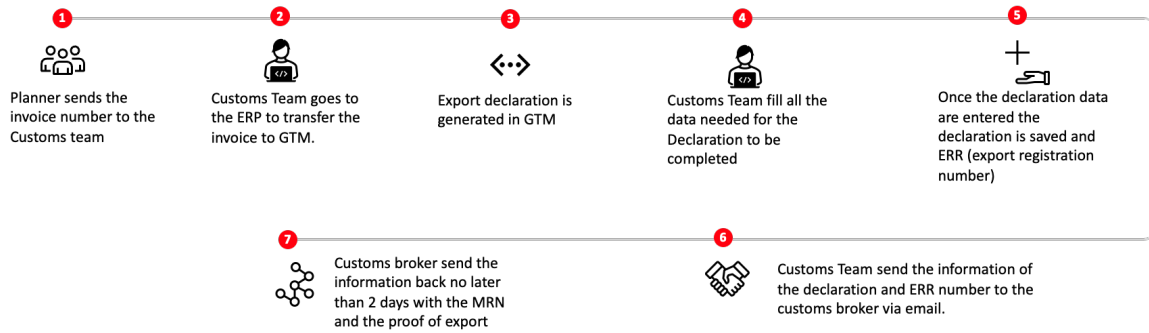 1
2
3
4
5
Planner sends the
invoice number to the
Customs team
Customs Team goes to
the ERP to transfer the
invoice to GTM.
Export declaration is
generated in GTM
Customs Team fill all the
data needed for the
Declaration to be
completed
Once the declaration data
are entered the
declaration is saved and
ERR (export registration
number)
7
6
Customs broker send the
information back no later
than 2 days with the MRN
and the proof of export
Customs Team send the information of
the declaration and ERR number to the
customs broker via email.